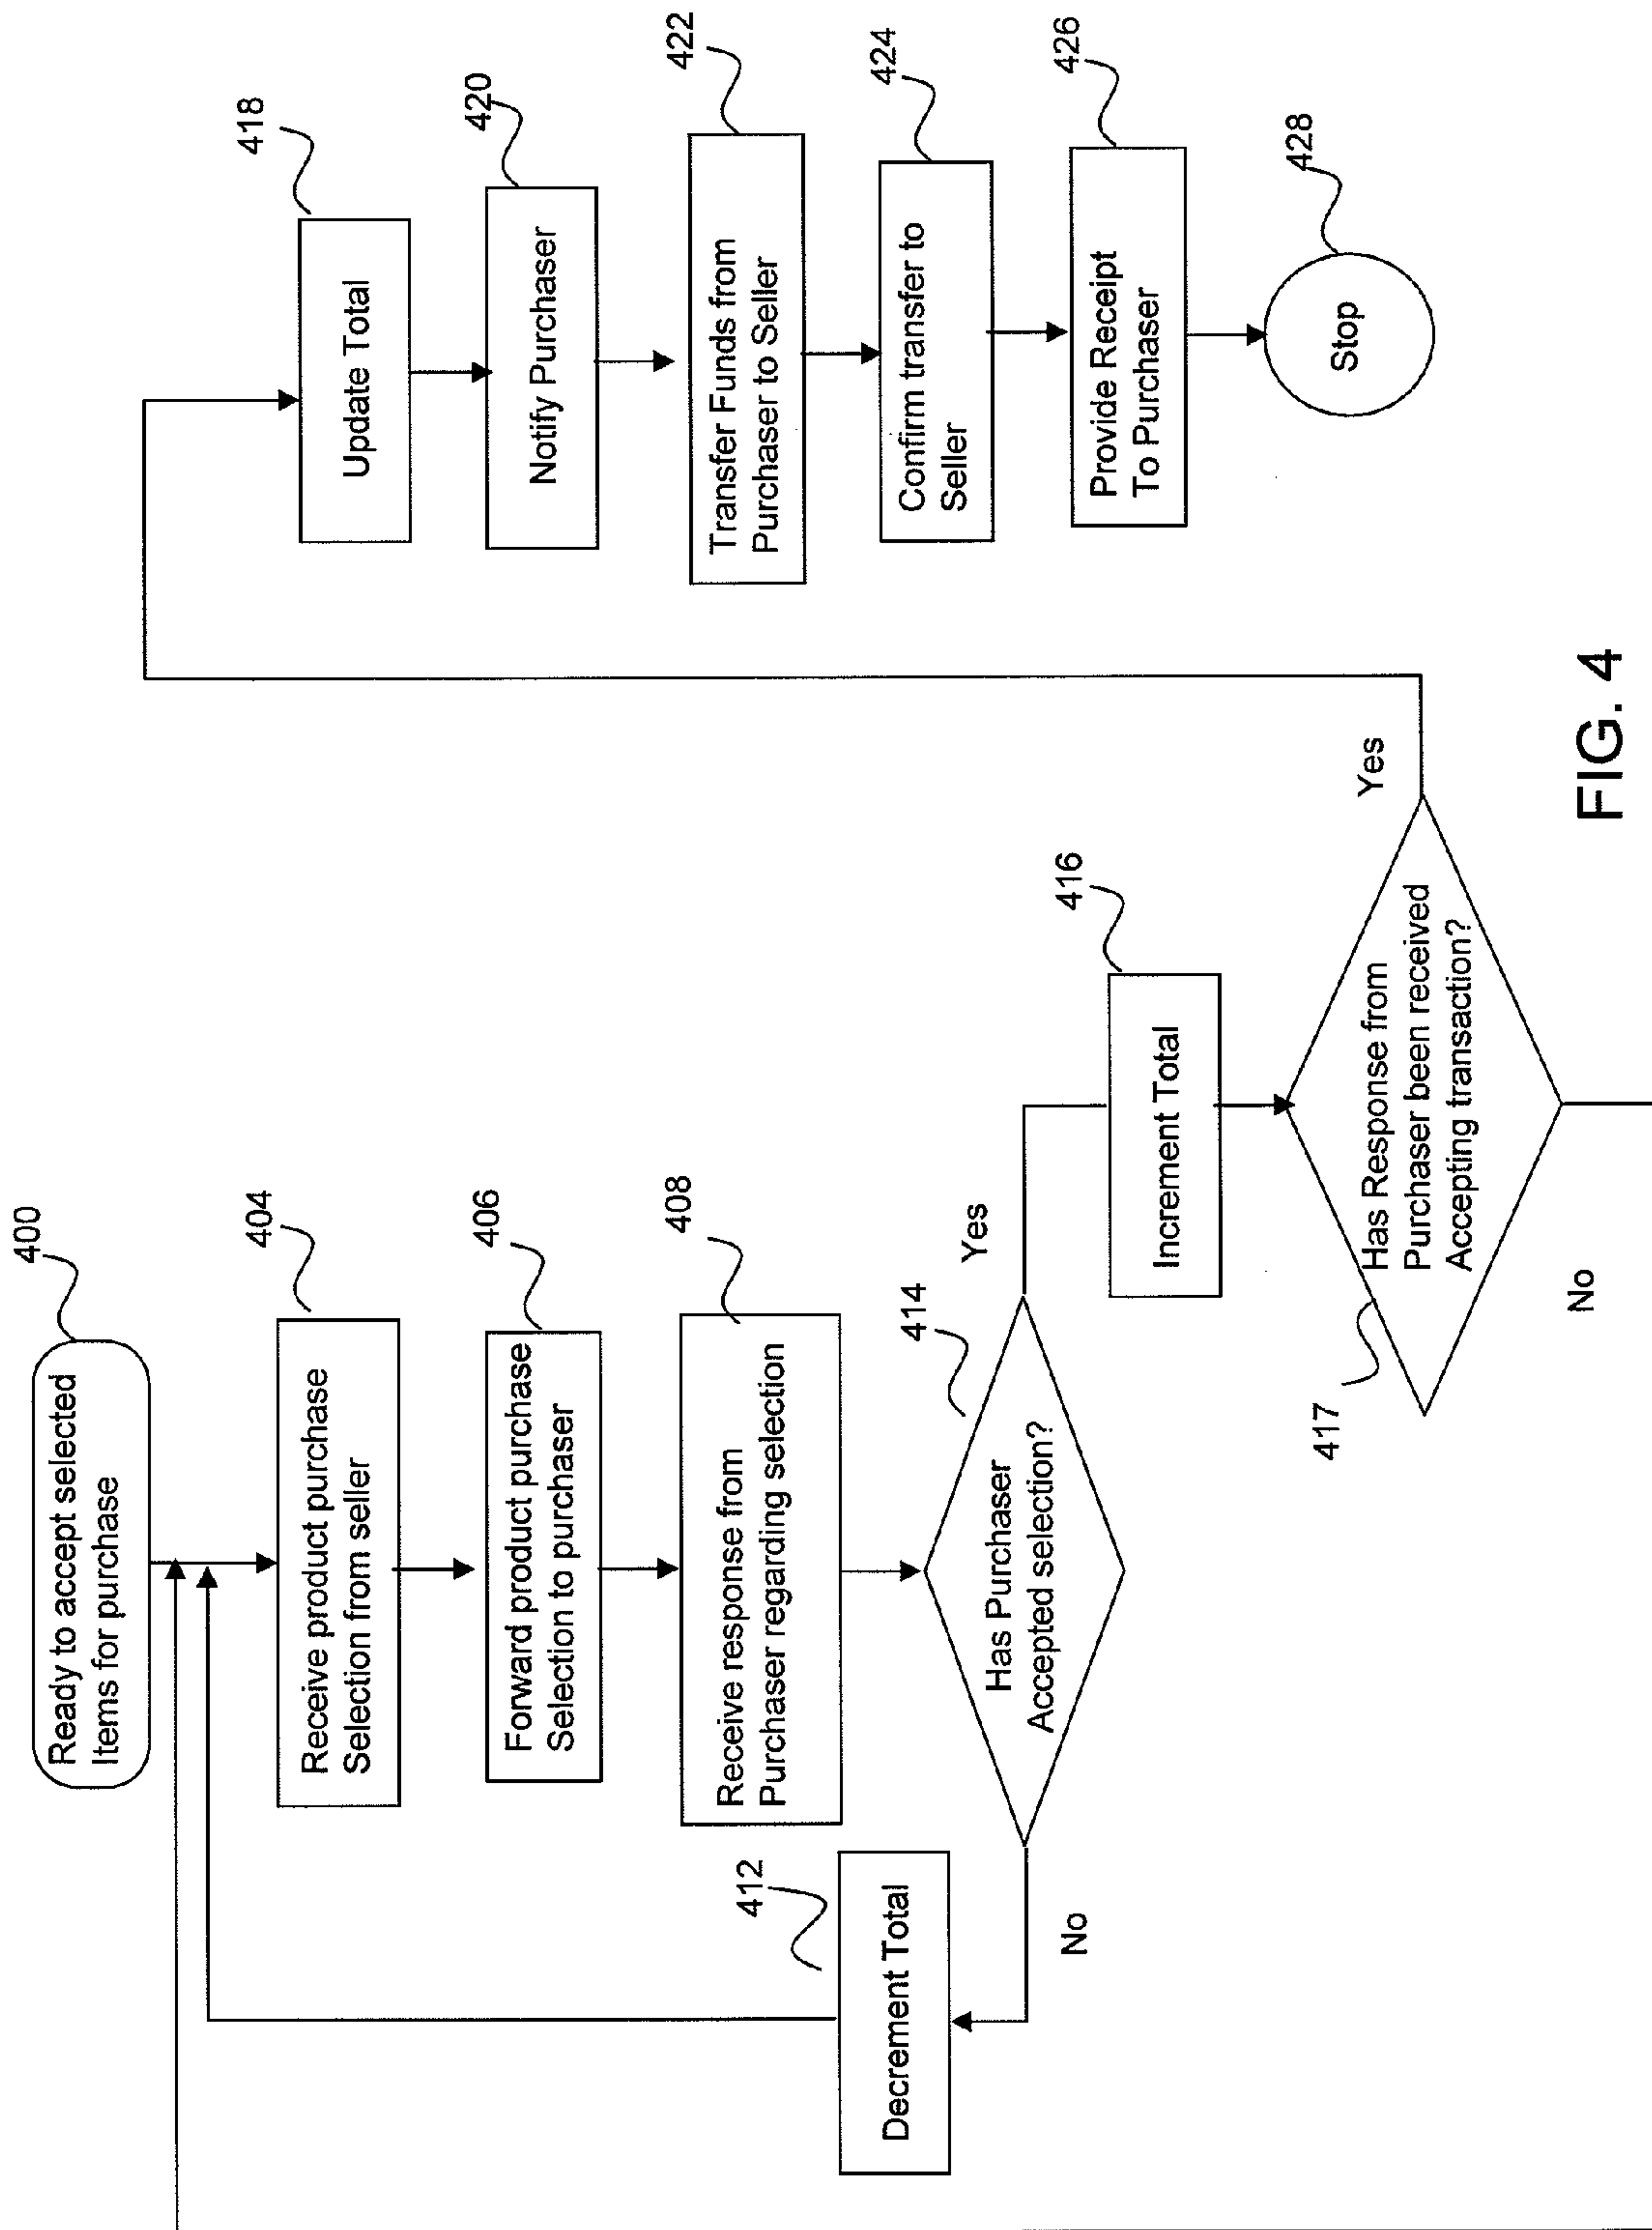 400
Ready to accept selected
Items for purchase
404
Receive product purchase
Selection from seller
406
Forward product purchase
Selection to purchaser
408
Receive response from
Purchaser regarding selection
412
Decrement Total
414
Has Purchaser
Accepted selection?
No
Yes
416
Increment Total
417
Has Response from
Purchaser been received
Accepting transaction?
No
Yes
418
Update Total
420
Notify Purchaser
422
Transfer Funds from
Purchaser to Seller
424
Confirm transfer to
Seller
426
Provide Receipt
To Purchaser
428
Stop
FIG. 4